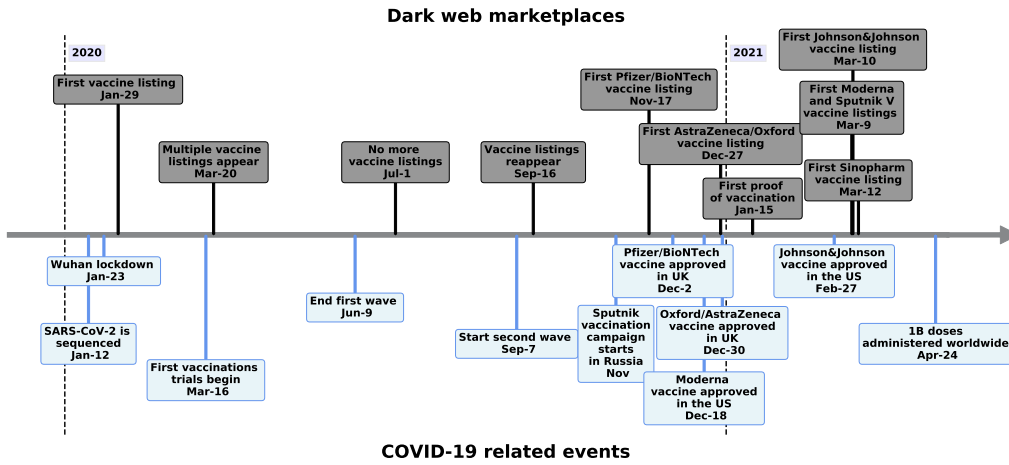 Dark web marketplaces
2020
2021
First vaccine listing
Jan-29
Multiple vaccine
listings appear
Mar-20
No more
vaccine listings
Jul-1
Vaccine listings
reappear
Sep-16
First Pfizer/BioNTech
vaccine listing
Nov-17
First AstraZeneca/Oxford
vaccine listing
Dec-27
First proof
of vaccination
Jan-15
First Johnson&Johnson
vaccine listing
Mar-10
First Moderna
and Sputnik V
vaccine listings
Mar-9
First Sinopharm
vaccine listing
Mar-12
Wuhan lockdown
Jan-23
SARS-CoV-2 is
sequenced
Jan-12
First vaccinations
trials begin
Mar-16
End first wave
Jun-9
Start second wave
Sep-7
Sputnik
vaccination
campaign
starts
in Russia
Nov
Pfizer/BioNTech
vaccine approved
in UK
Dec-2
Oxford/AstraZeneca
vaccine approved
in UK
Dec-30
Moderna
vaccine approved
in the US
Dec-18
Johnson&Johnson
vaccine approved
in the US
Feb-27
1B doses
administered worldwide
Apr-24
COVID-19 related events